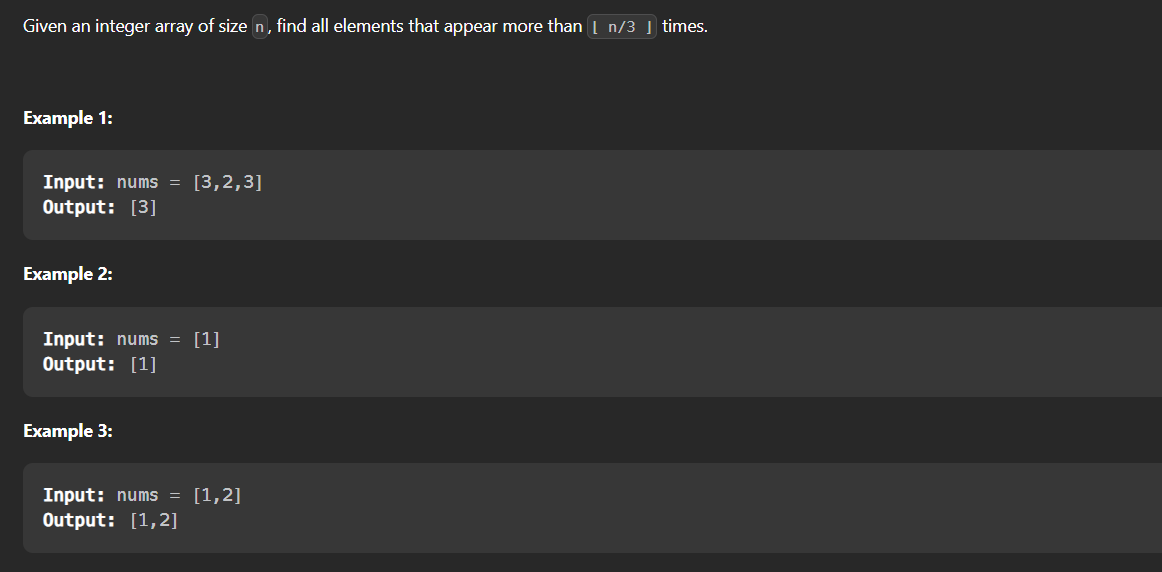 Given an integer array of size n, find all elements that appear more than ⌊ n/3 ⌋ times.
Example 1:
Input: nums = [3,2,3]
Output: [3]
Example 2:
Input: nums = [1]
Output: [1]
Example 3:
Input: nums = [1,2]
Output: [1,2]